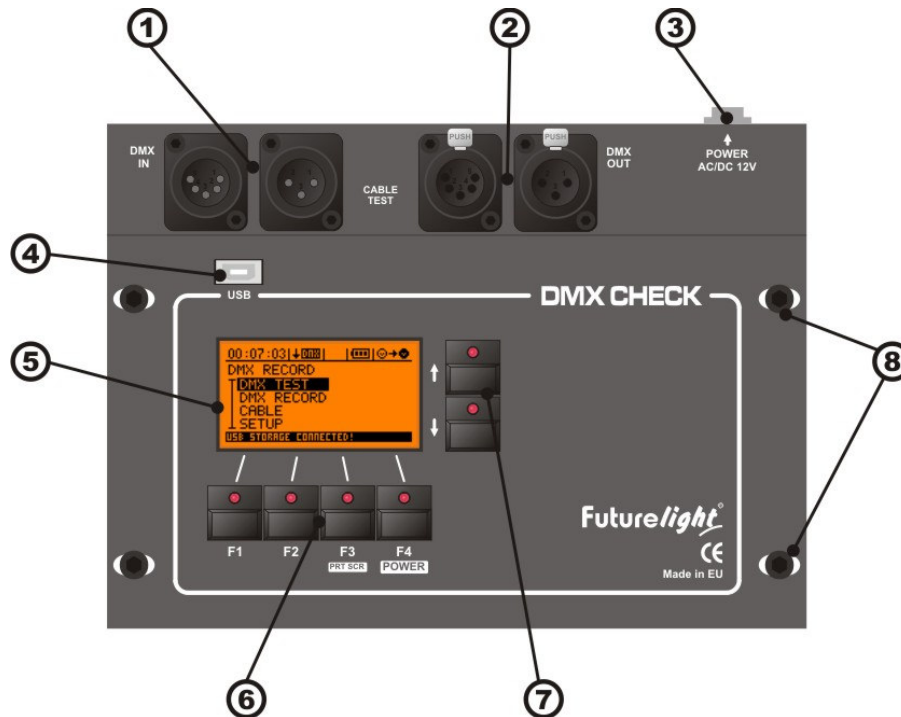 1
2
3
DMX
IN
CABLE
TEST
PUSH
PUSH
DMX
OUT
POWER
AC/DC 12V
4
USB
DMX CHECK
5
00:07:03|↓DMX|
DMX RECORD
DMX TEST
DMX RECORD
CABLE
SETUP
USB STORAGE CONNECTED!
↑
↓
8
F1
F2
F3
F4
PRT SCR
POWER
Futurelight®
CE
Made in EU
6
7